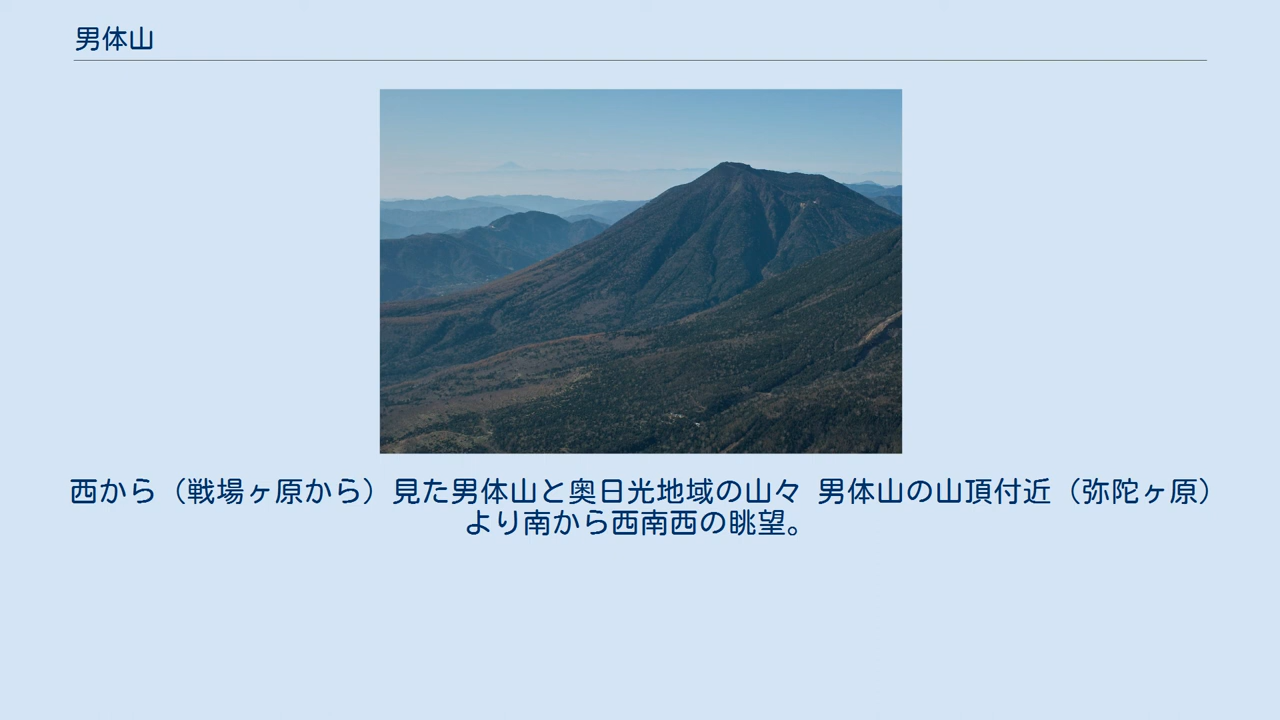 男体山
西から（戦場ヶ原から）見た男体山と奥日光地域の山々 男体山の山頂付近（弥陀ヶ原）
より南から西南西の眺望。